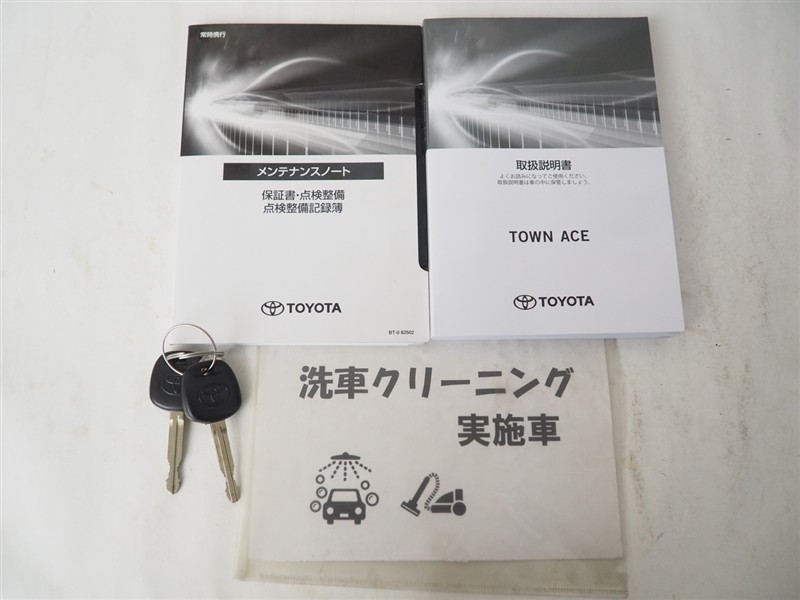 常時携行
メンテナンスノート
保証書・点検整備
点検整備記録簿
TOYOTA
BT-0 82502
取扱説明書
よくお読みになってご使用ください。
取扱説明書は車の中に保管しましょう。
TOWN ACE
TOYOTA
洗車クリーニング
実施車